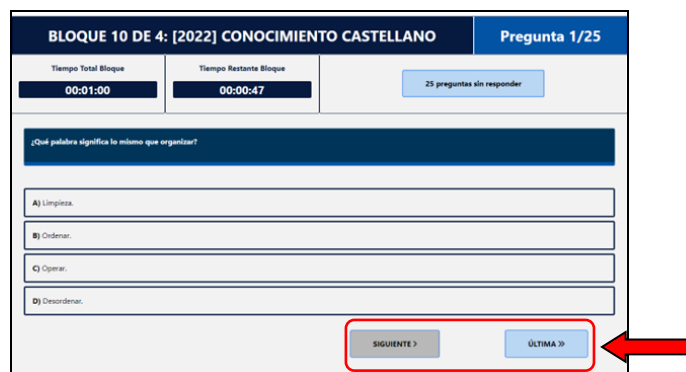 BLOQUE 10 DE 4: [2022] CONOCIMIENTO CASTELLANO
Pregunta 1/25
Tiempo Total Bloque
00:01:00
Tiempo Restante Bloque
00:00:47
25 preguntas sin responder
¿Qué palabra significa lo mismo que organizar?
A) Limpieza.
B) Ordenar.
C) Operar.
D) Desordenar.
SIGUIENTE >
ÚLTIMA »